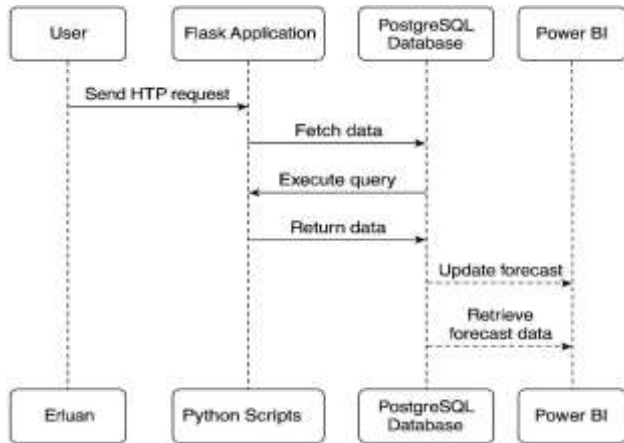 User
Flask Application
PostgreSQL
Database
Power BI
Send HTP request
Fetch data
Execute query
Return data
Update forecast
Retrieve
forecast data
Erluan
Python Scripts
PostgreSQL
Database
Power BI